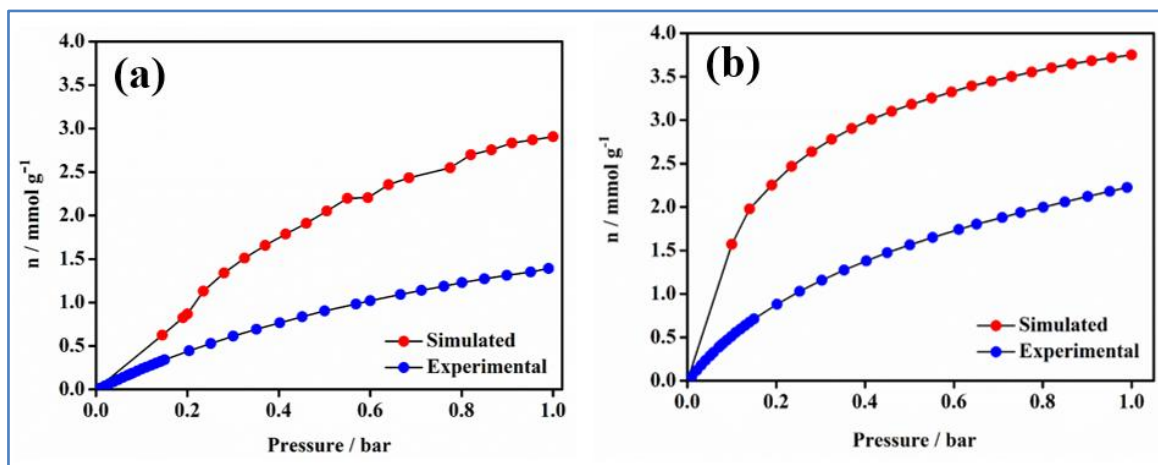 (a)
4.0
3.5
3.0
2.5
2.0
1.5
1.0
0.5
0.0
n / mmol g⁻¹
Simulated
Experimental
0.0 0.2 0.4 0.6 0.8 1.0
Pressure / bar
(b)
4.0
3.5
3.0
2.5
2.0
1.5
1.0
0.5
0.0
n / mmol g⁻¹
Simulated
Experimental
0.0 0.2 0.4 0.6 0.8 1.0
Pressure / bar